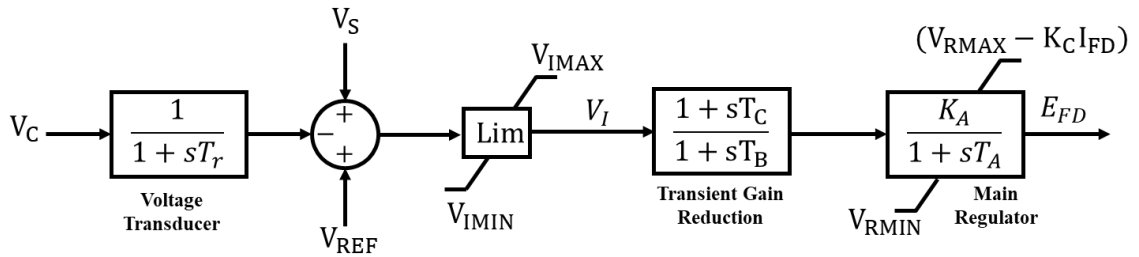 V_C
1
1 + sT_r
Voltage
Transducer
V_S
+
−
+
V_REF
V_IMAX
Lim
V_IMIN
V_I
1 + sT_C
1 + sT_B
Transient Gain
Reduction
(V_RMAX − K_C I_FD)
K_A
1 + sT_A
V_RMIN
Main
Regulator
E_FD